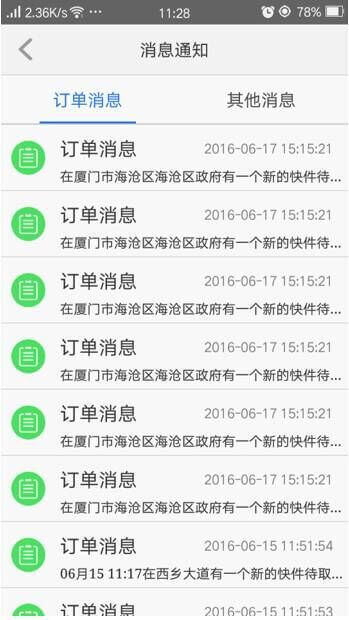 2.36K/s ... 11:28 78%
消息通知
订单消息 其他消息
订单消息 2016-06-17 15:15:21
在厦门市海沧区海沧区政府有一个新的快件待...
订单消息 2016-06-17 15:15:21
在厦门市海沧区海沧区政府有一个新的快件待...
订单消息 2016-06-17 15:15:21
在厦门市海沧区海沧区政府有一个新的快件待...
订单消息 2016-06-17 15:15:21
在厦门市海沧区海沧区政府有一个新的快件待...
订单消息 2016-06-17 15:15:21
在厦门市海沧区海沧区政府有一个新的快件待...
订单消息 2016-06-17 15:15:21
在厦门市海沧区海沧区政府有一个新的快件待...
订单消息 2016-06-15 11:51:54
06月15 11:17在西乡大道有一个新的快件待取...
订单消息 2016-06-15 11:51:53